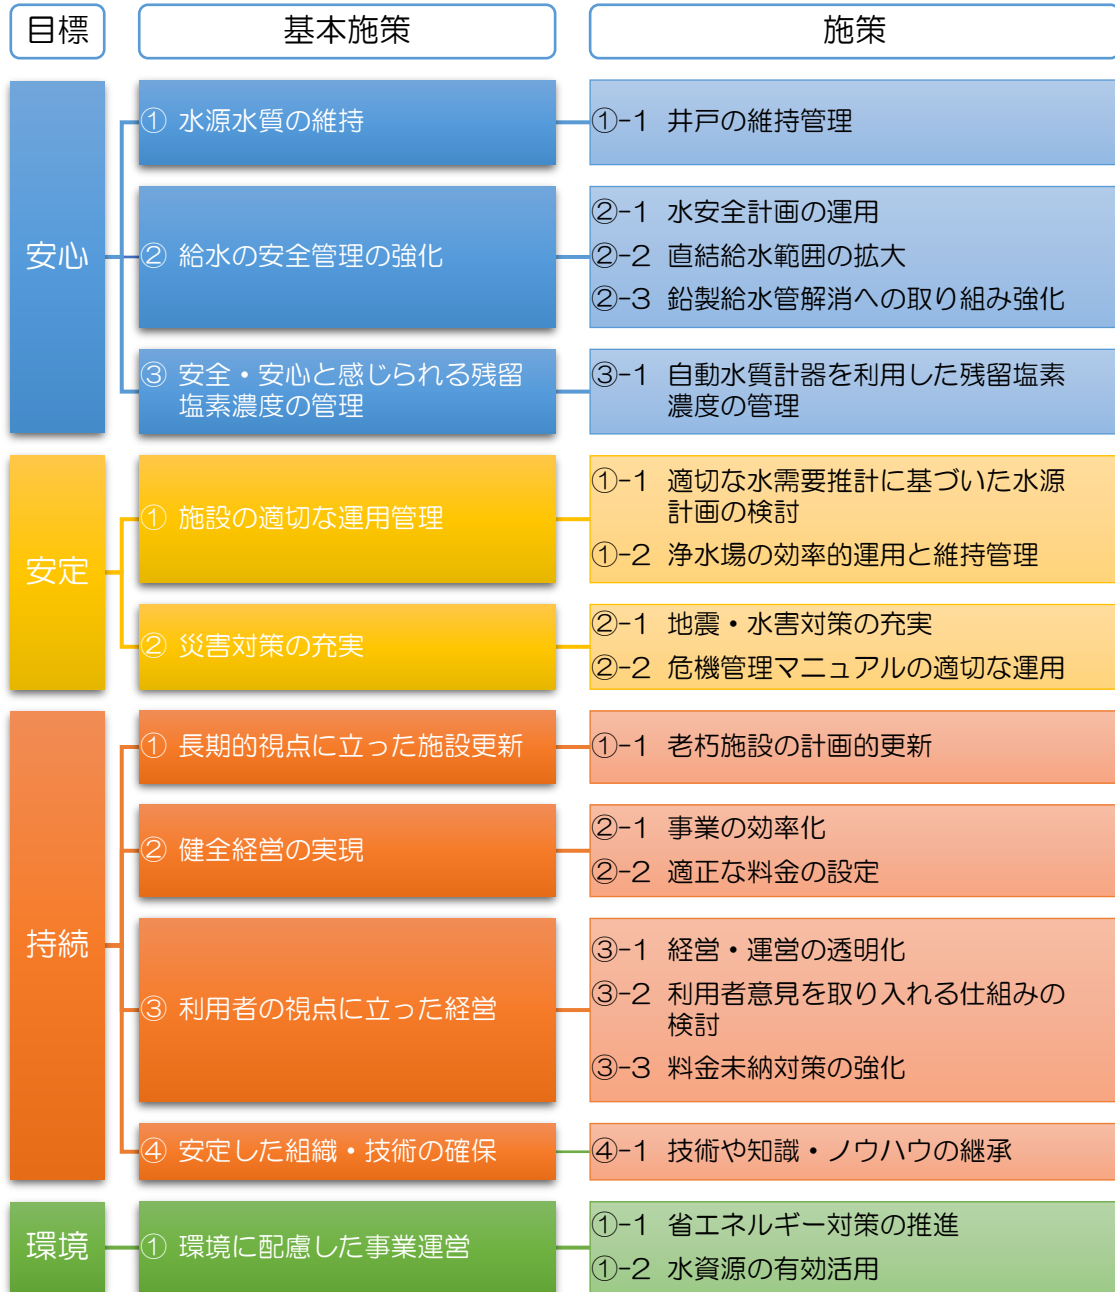 目標
基本施策
施策
安心
① 水源水質の維持
①-1 井戸の維持管理
② 給水の安全管理の強化
②-1 水安全計画の運用
②-2 直結給水範囲の拡大
②-3 鉛製給水管解消への取り組み強化
③ 安全・安心と感じられる残留
塩素濃度の管理
③-1 自動水質計器を利用した残留塩素
濃度の管理
安定
① 施設の適切な運用管理
①-1 適切な水需要推計に基づいた水源
計画の検討
①-2 浄水場の効率的運用と維持管理
② 災害対策の充実
②-1 地震・水害対策の充実
②-2 危機管理マニュアルの適切な運用
持続
① 長期的視点に立った施設更新
①-1 老朽施設の計画的更新
② 健全経営の実現
②-1 事業の効率化
②-2 適正な料金の設定
③ 利用者の視点に立った経営
③-1 経営・運営の透明化
③-2 利用者意見を取り入れる仕組みの
検討
③-3 料金未納対策の強化
④ 安定した組織・技術の確保
④-1 技術や知識・ノウハウの継承
環境
① 環境に配慮した事業運営
①-1 省エネルギー対策の推進
①-2 水資源の有効活用